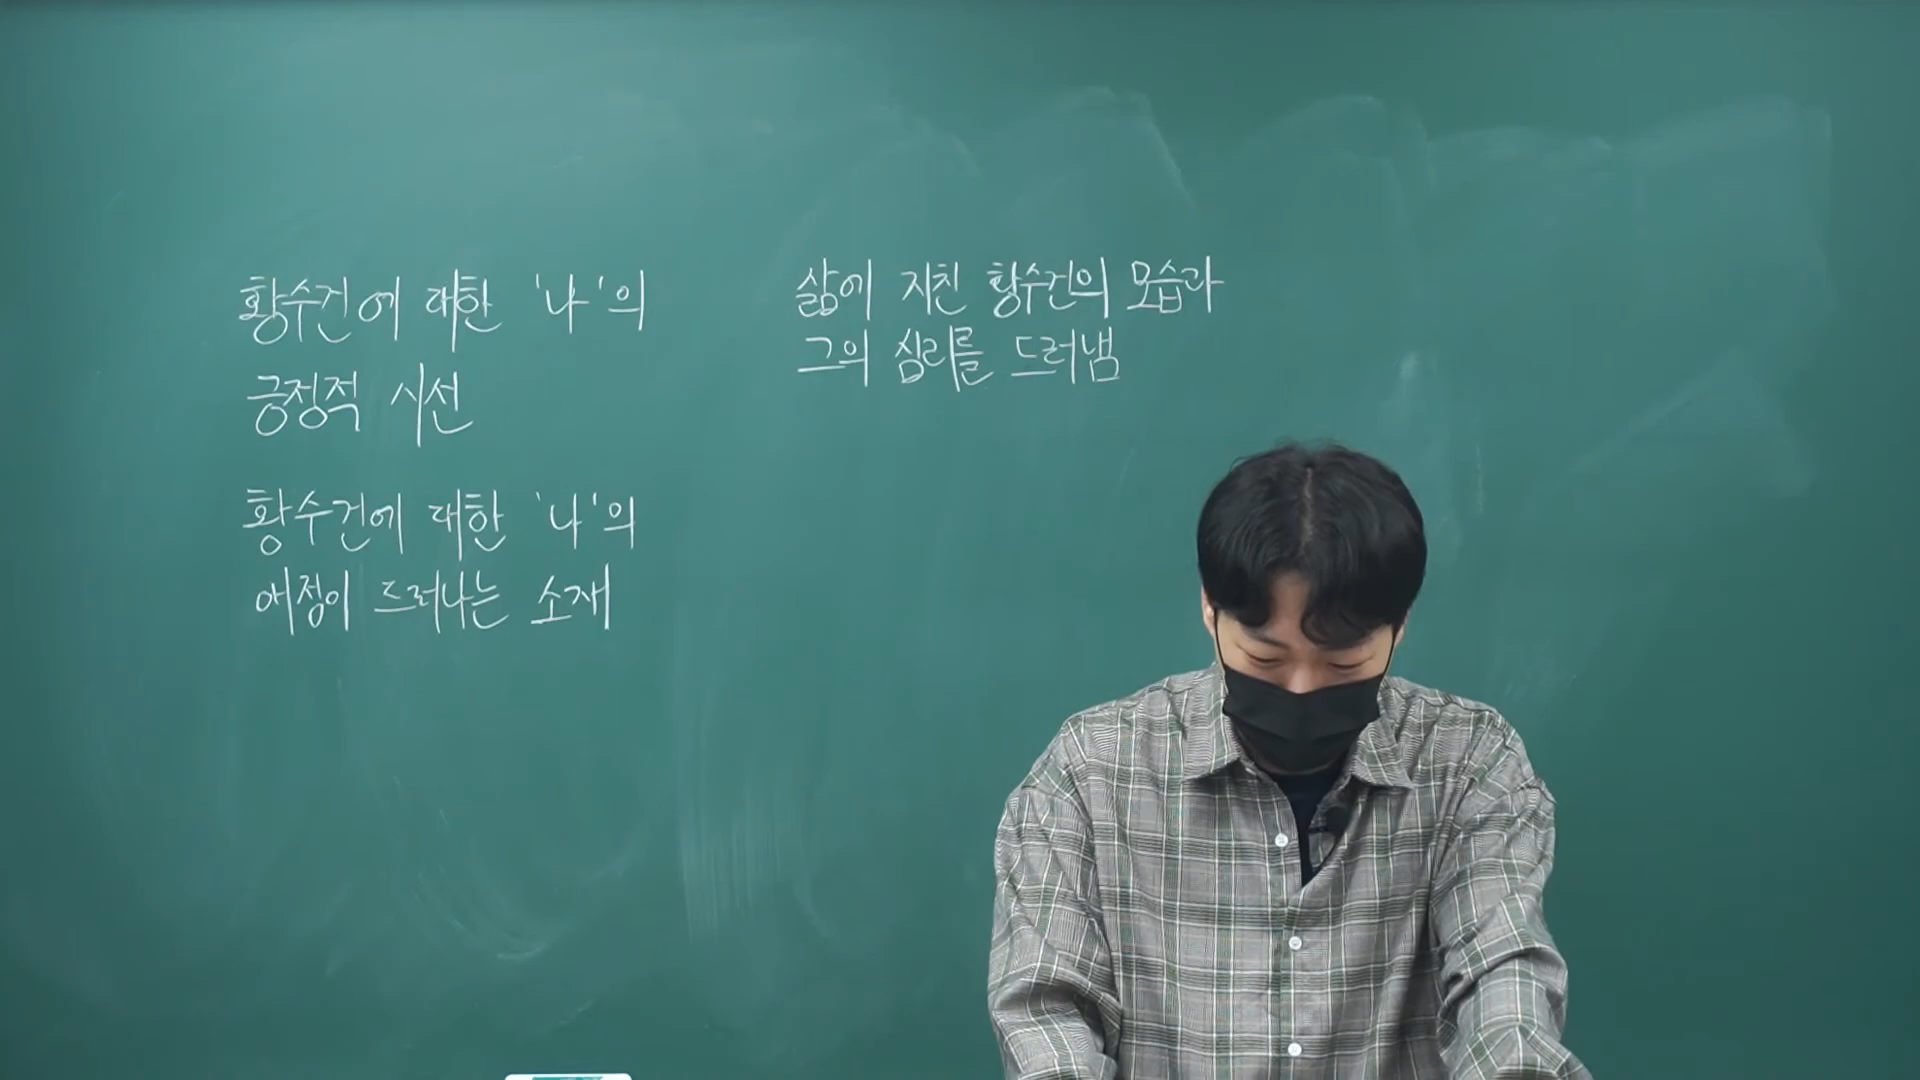 황수건에 대한 '나'의
긍정적 시선
황수건에 대한 '나'의
애정이 드러나는 소재
삶에 지친 황수건의 모습과
그의 심리를 드러냄